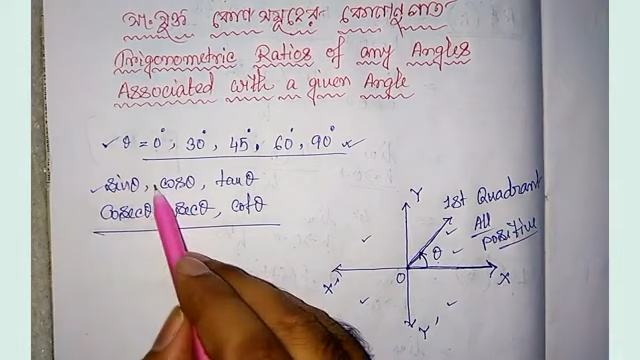 সংযুক্ত কোণ সমূহের কোণানুপাত
Trigonometric Ratios of any Angles
Associated with a given Angle
θ = 0°, 30°, 45°, 60°, 90°
sinθ, cosθ, tanθ
cosecθ, secθ, cotθ
Y
1st Quadrant
All
positive
θ
O
X
X'
Y'